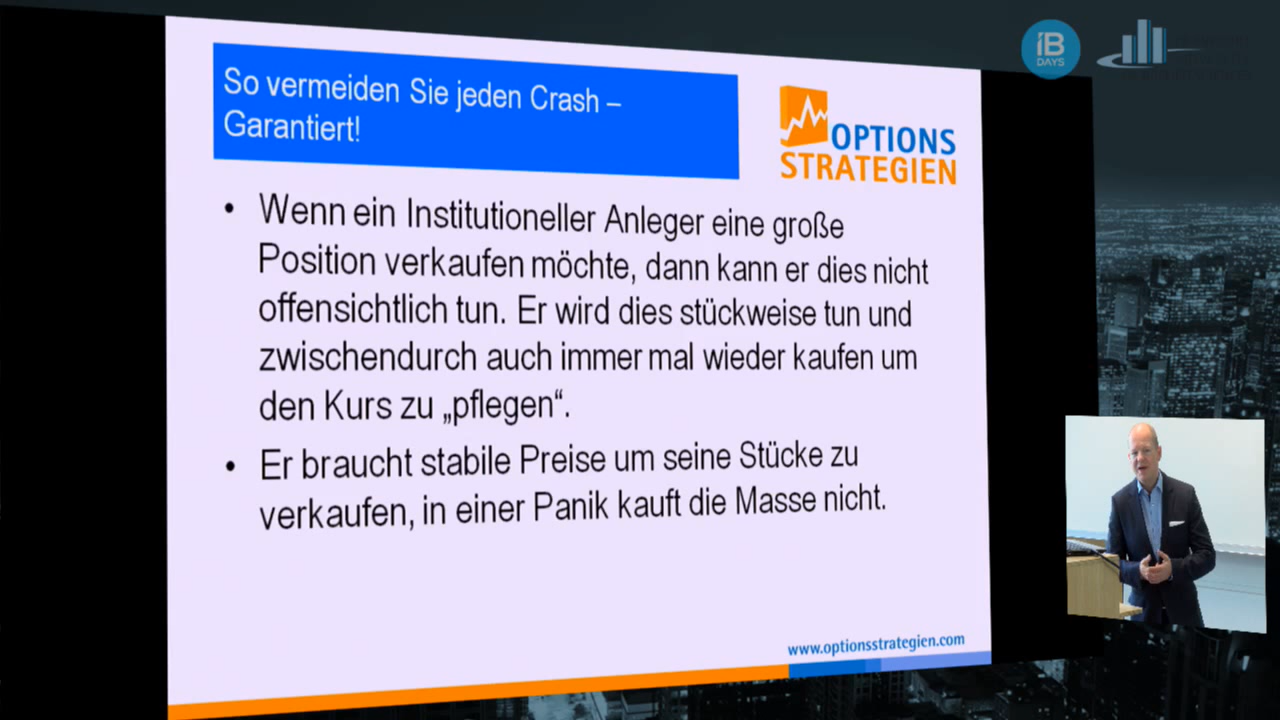 iB
DAYS
So vermeiden Sie jeden Crash –
Garantiert!
OPTIONS
STRATEGIEN
• Wenn ein Institutioneller Anleger eine große
Position verkaufen möchte, dann kann er dies nicht
offensichtlich tun. Er wird dies stückweise tun und
zwischendurch auch immer mal wieder kaufen um
den Kurs zu „pflegen“.
• Er braucht stabile Preise um seine Stücke zu
verkaufen, in einer Panik kauft die Masse nicht.
www.optionsstrategien.com